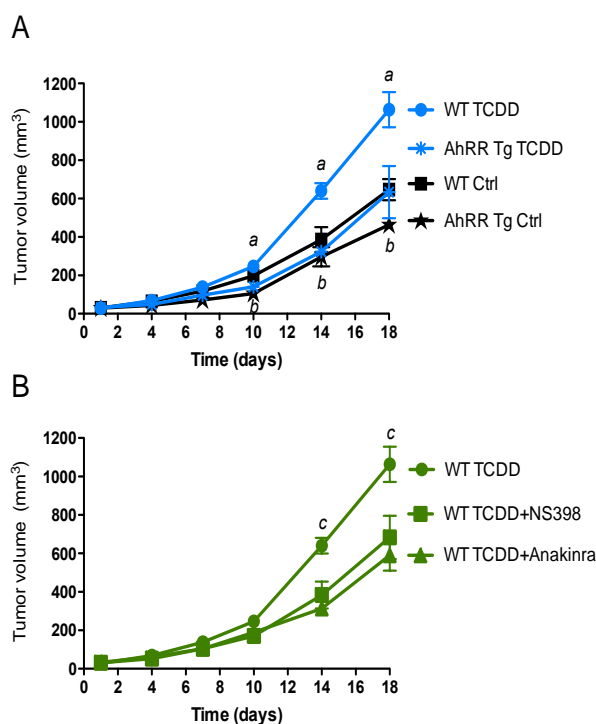 A
1200
1000
800
600
400
200
0
Tumor volume (mm³)
a
a
a
b
b
b
0 2 4 6 8 10 12 14 16 18
Time (days)
WT TCDD
AhRR Tg TCDD
WT Ctrl
AhRR Tg Ctrl
B
1200
1000
800
600
400
200
0
Tumor volume (mm³)
c
c
0 2 4 6 8 10 12 14 16 18
Time (days)
WT TCDD
WT TCDD+NS398
WT TCDD+Anakinra